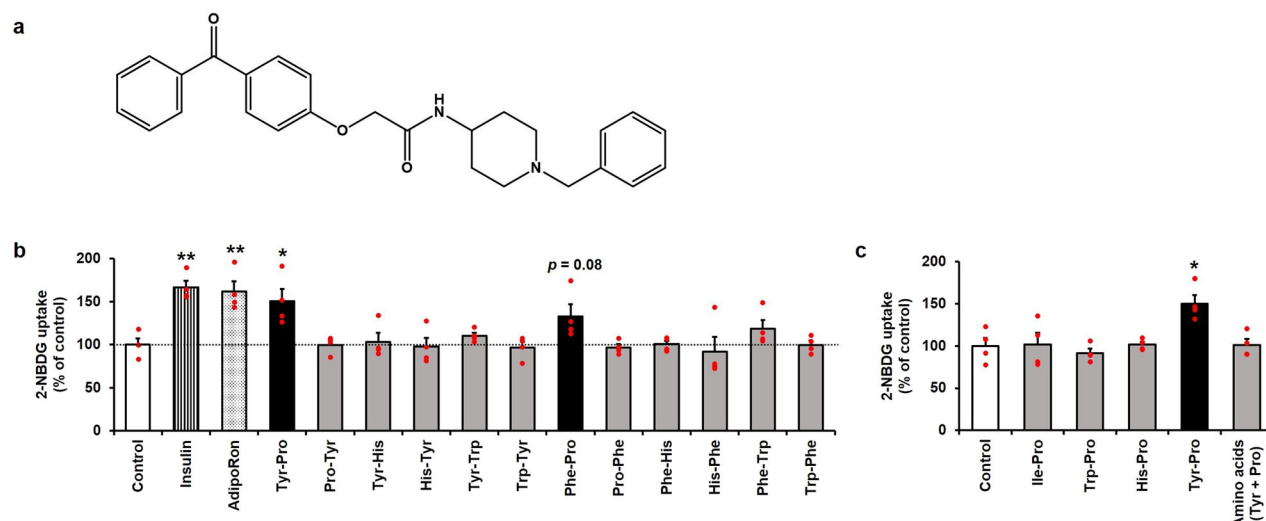 a
O
O
H
N
O
N
b
** ** *
p = 0.08
200
150
100
50
0
2-NBDG uptake
(% of control)
Control
Insulin
AdipoRon
Tyr-Pro
Pro-Tyr
Tyr-His
His-Tyr
Tyr-Trp
Trp-Tyr
Phe-Pro
Pro-Phe
Phe-His
His-Phe
Phe-Trp
Trp-Phe
c
*
200
150
100
50
0
2-NBDG uptake
(% of control)
Control
Ile-Pro
Trp-Pro
His-Pro
Tyr-Pro
Amino acids
(Tyr + Pro)